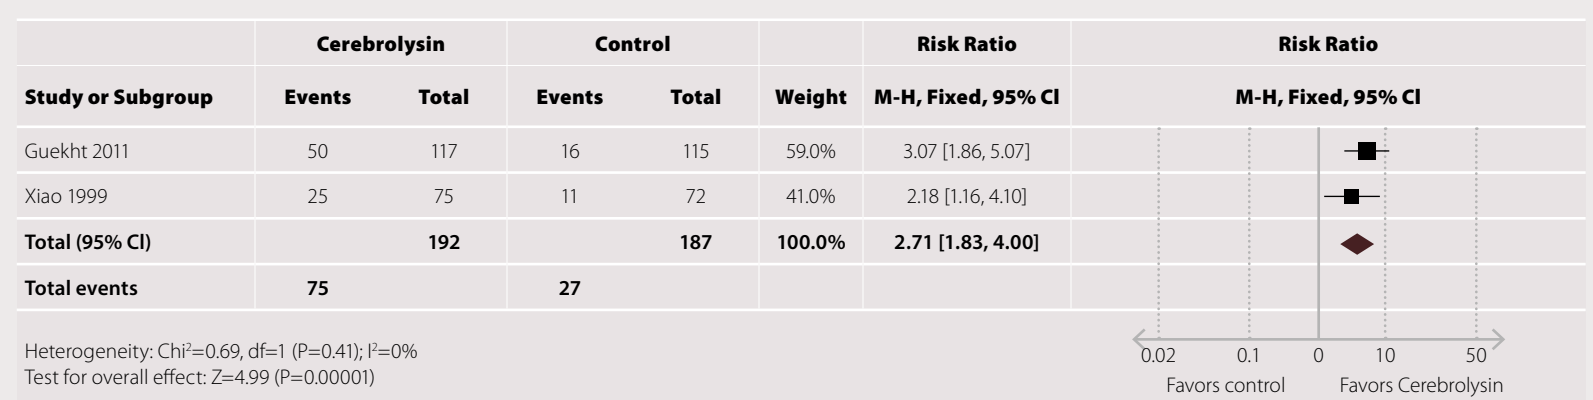 Cerebrolysin Control Risk Ratio Risk Ratio
Study or Subgroup Events Total Events Total Weight M-H, Fixed, 95% Cl M-H, Fixed, 95% Cl
Guekht 2011 50 117 16 115 59.0% 3.07 [1.86, 5.07]
Xiao 1999 25 75 11 72 41.0% 2.18 [1.16, 4.10]
Total (95% Cl) 192 187 100.0% 2.71 [1.83, 4.00]
Total events 75 27
Heterogeneity: Chi²=0.69, df=1 (P=0.41); I²=0%
Test for overall effect: Z=4.99 (P=0.00001)
0.02 0.1 0 10 50
Favors control Favors Cerebrolysin